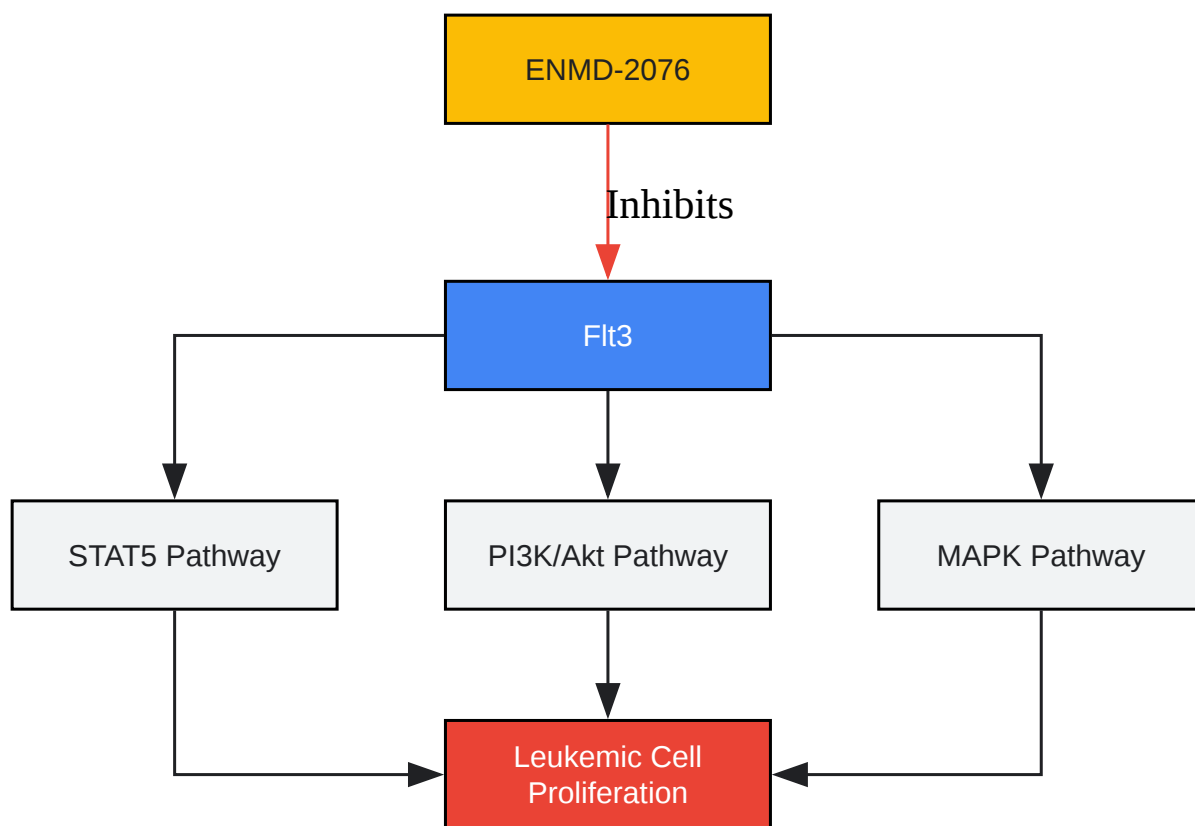 ENMD-2076
Inhibits
Flt3
STAT5 Pathway
PI3K/Akt Pathway
MAPK Pathway
Leukemic Cell
Proliferation